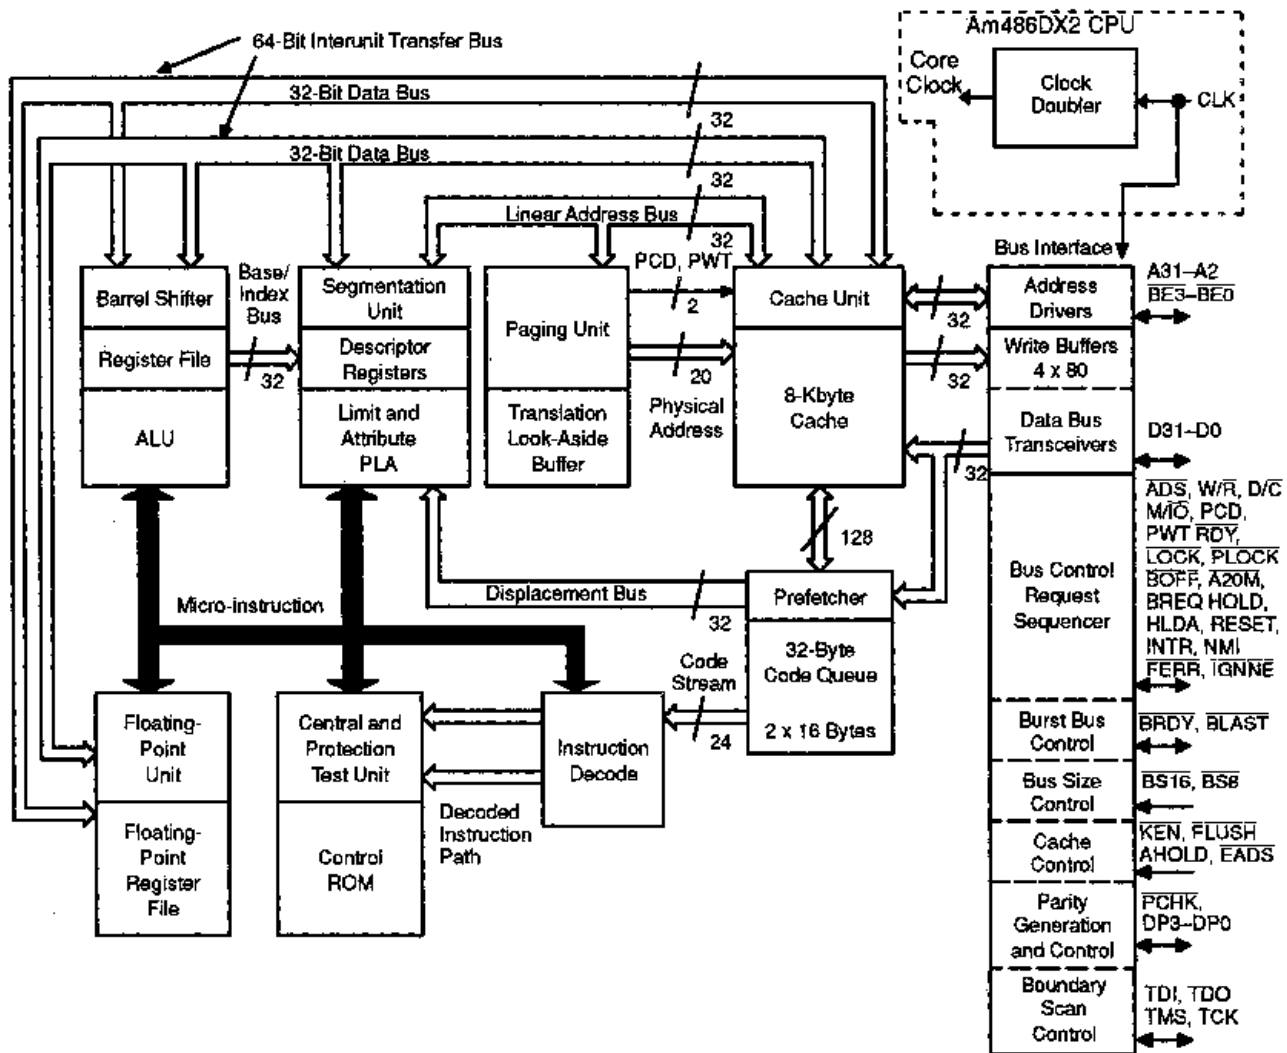 Am486DX2 CPU
64-Bit Interunit Transfer Bus
Core
Clock
Clock
Doubler
CLK
32-Bit Data Bus
32
32-Bit Data Bus
32
Linear Address Bus
32
Bus Interface
PCD, PWT
2
Base/
Index
Bus
32
Barrel Shifter
Register File
ALU
Segmentation
Unit
Descriptor
Registers
Limit and
Attribute
PLA
Paging Unit
Translation
Look-Aside
Buffer
20
Physical
Address
Cache Unit
8-Kbyte
Cache
32
32
32
128
Address
Drivers
Write Buffers
4 x 80
Data Bus
Transceivers
Bus Control
Request
Sequencer
Burst Bus
Control
Bus Size
Control
Cache
Control
Parity
Generation
and Control
Boundary
Scan
Control
A31–A2
BE3–BE0
D31–D0
ADS, W/R, D/C
M/IO, PCD,
PWT RDY,
LOCK, PLOCK
BOFF, A20M,
BREQ HOLD,
HLDA, RESET,
INTR, NMI
FERR, IGNNE
BRDY, BLAST
BS16, BS8
KEN, FLUSH
AHOLD, EADS
PCHK,
DP3–DP0
TDI, TDO
TMS, TCK
Micro-instruction
Displacement Bus
32
Prefetcher
32-Byte
Code Queue
2 x 16 Bytes
Code
Stream
24
Instruction
Decode
Decoded
Instruction
Path
Central and
Protection
Test Unit
Control
ROM
Floating-
Point
Unit
Floating-
Point
Register
File